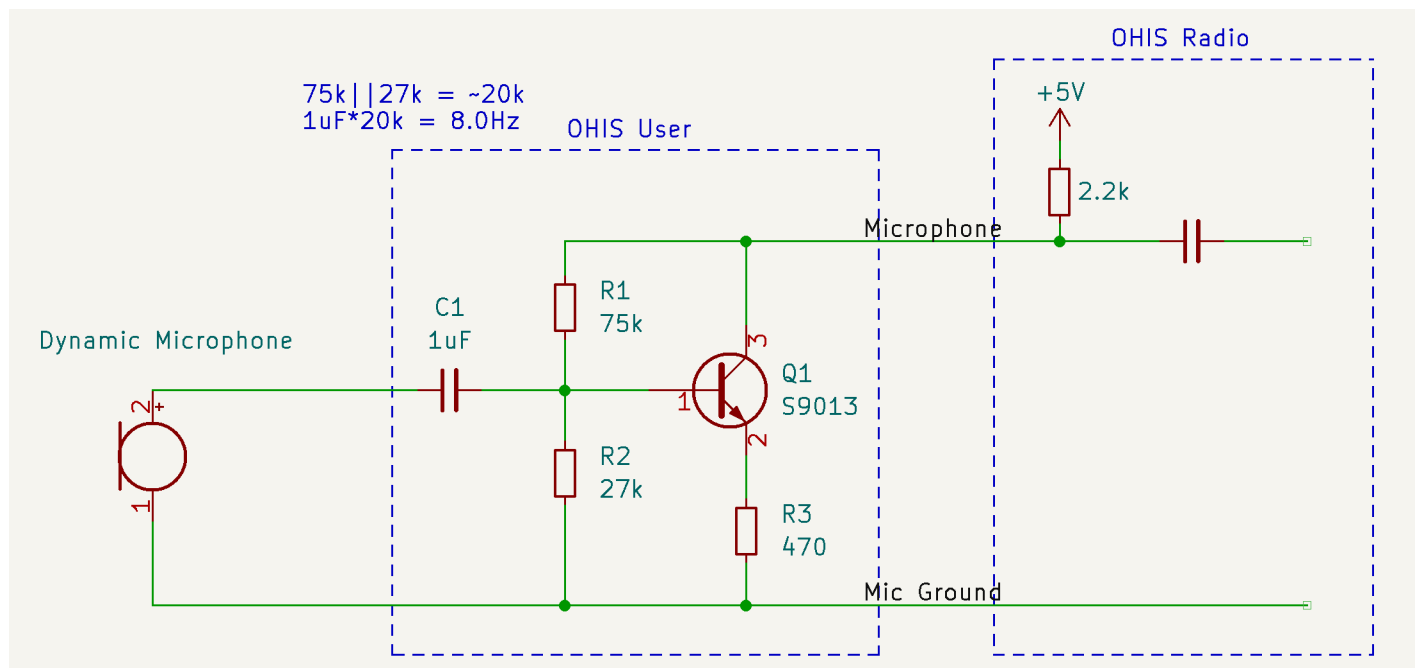 OHIS Radio
75k||27k = ~20k
1uF*20k = 8.0Hz
OHIS User
+5V
2.2k
Microphone
R1
75k
C1
1uF
Dynamic Microphone
3
Q1
S9013
1
2
2
+
1
R2
27k
R3
470
Mic Ground